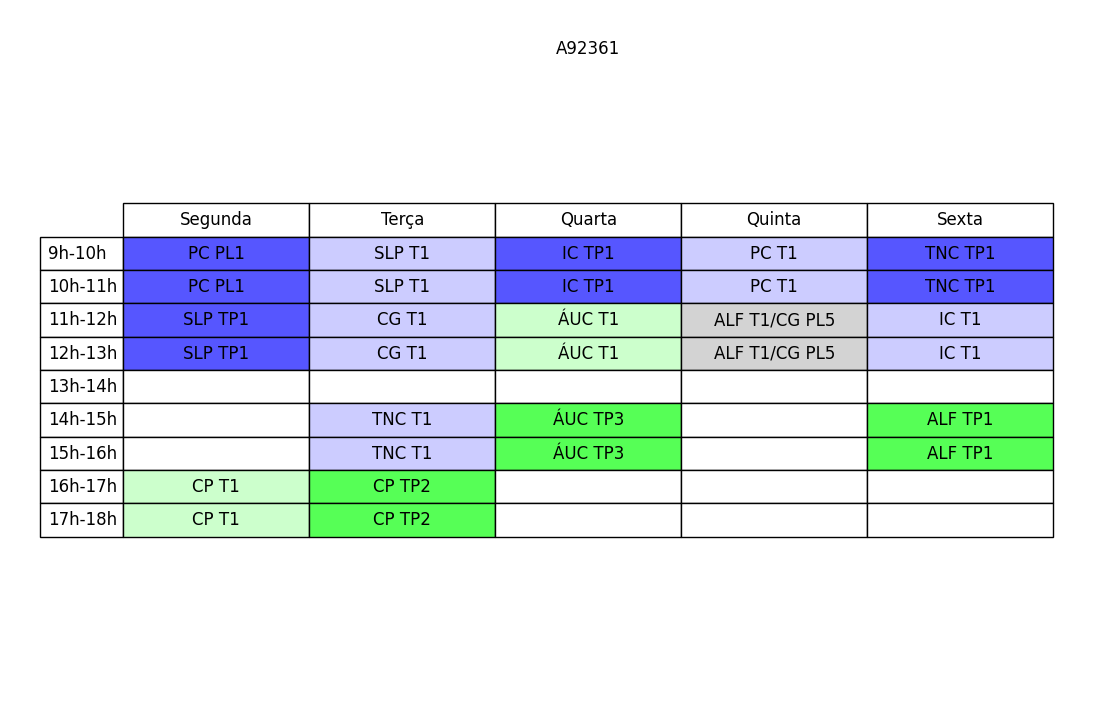 A92361
Segunda Terça Quarta Quinta Sexta
9h-10h PC PL1 SLP T1 IC TP1 PC T1 TNC TP1
10h-11h PC PL1 SLP T1 IC TP1 PC T1 TNC TP1
11h-12h SLP TP1 CG T1 ÁUC T1 ALF T1/CG PL5 IC T1
12h-13h SLP TP1 CG T1 ÁUC T1 ALF T1/CG PL5 IC T1
13h-14h
14h-15h TNC T1 ÁUC TP3 ALF TP1
15h-16h TNC T1 ÁUC TP3 ALF TP1
16h-17h CP T1 CP TP2
17h-18h CP T1 CP TP2